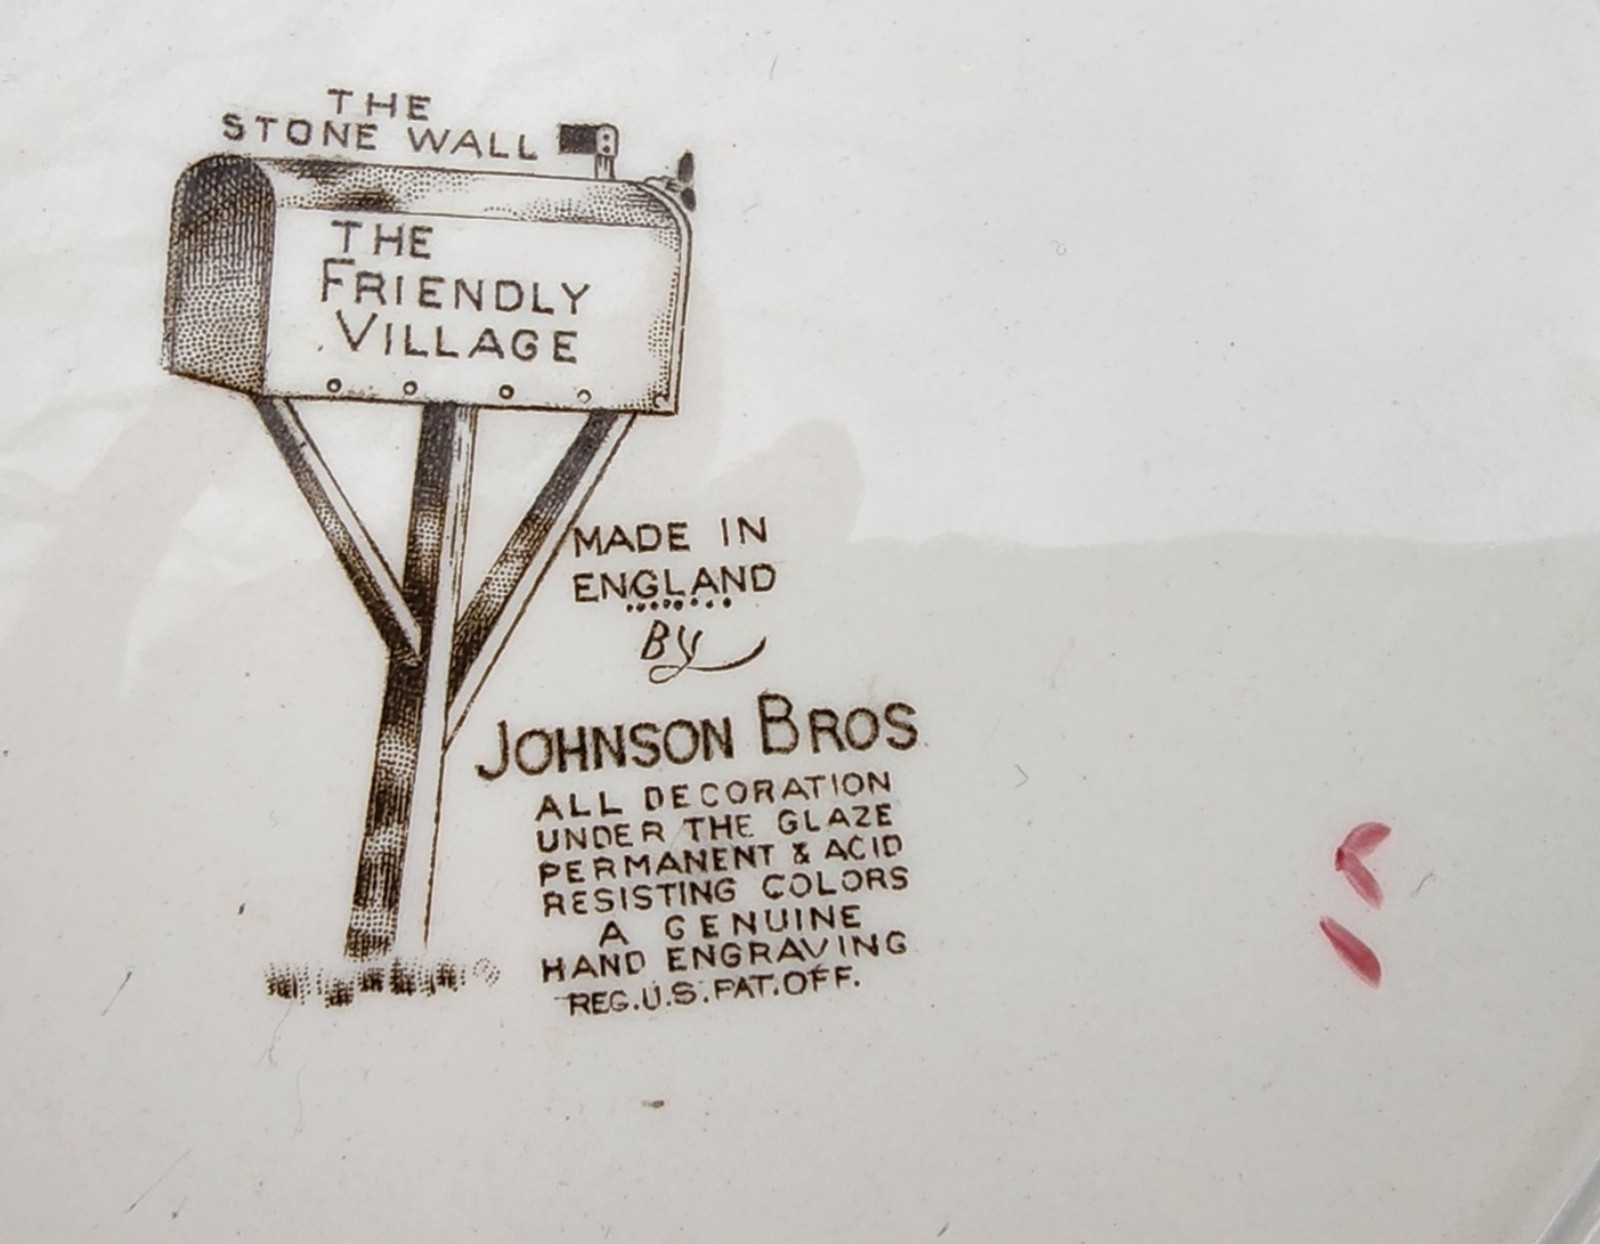 THE
STONE WALL
THE
FRIENDLY
VILLAGE
MADE IN
ENGLAND
By
JOHNSON BROS
ALL DECORATION
UNDER THE GLAZE
PERMANENT & ACID
RESISTING COLORS
A GENUINE
HAND ENGRAVING
REG.U.S.PAT.OFF.